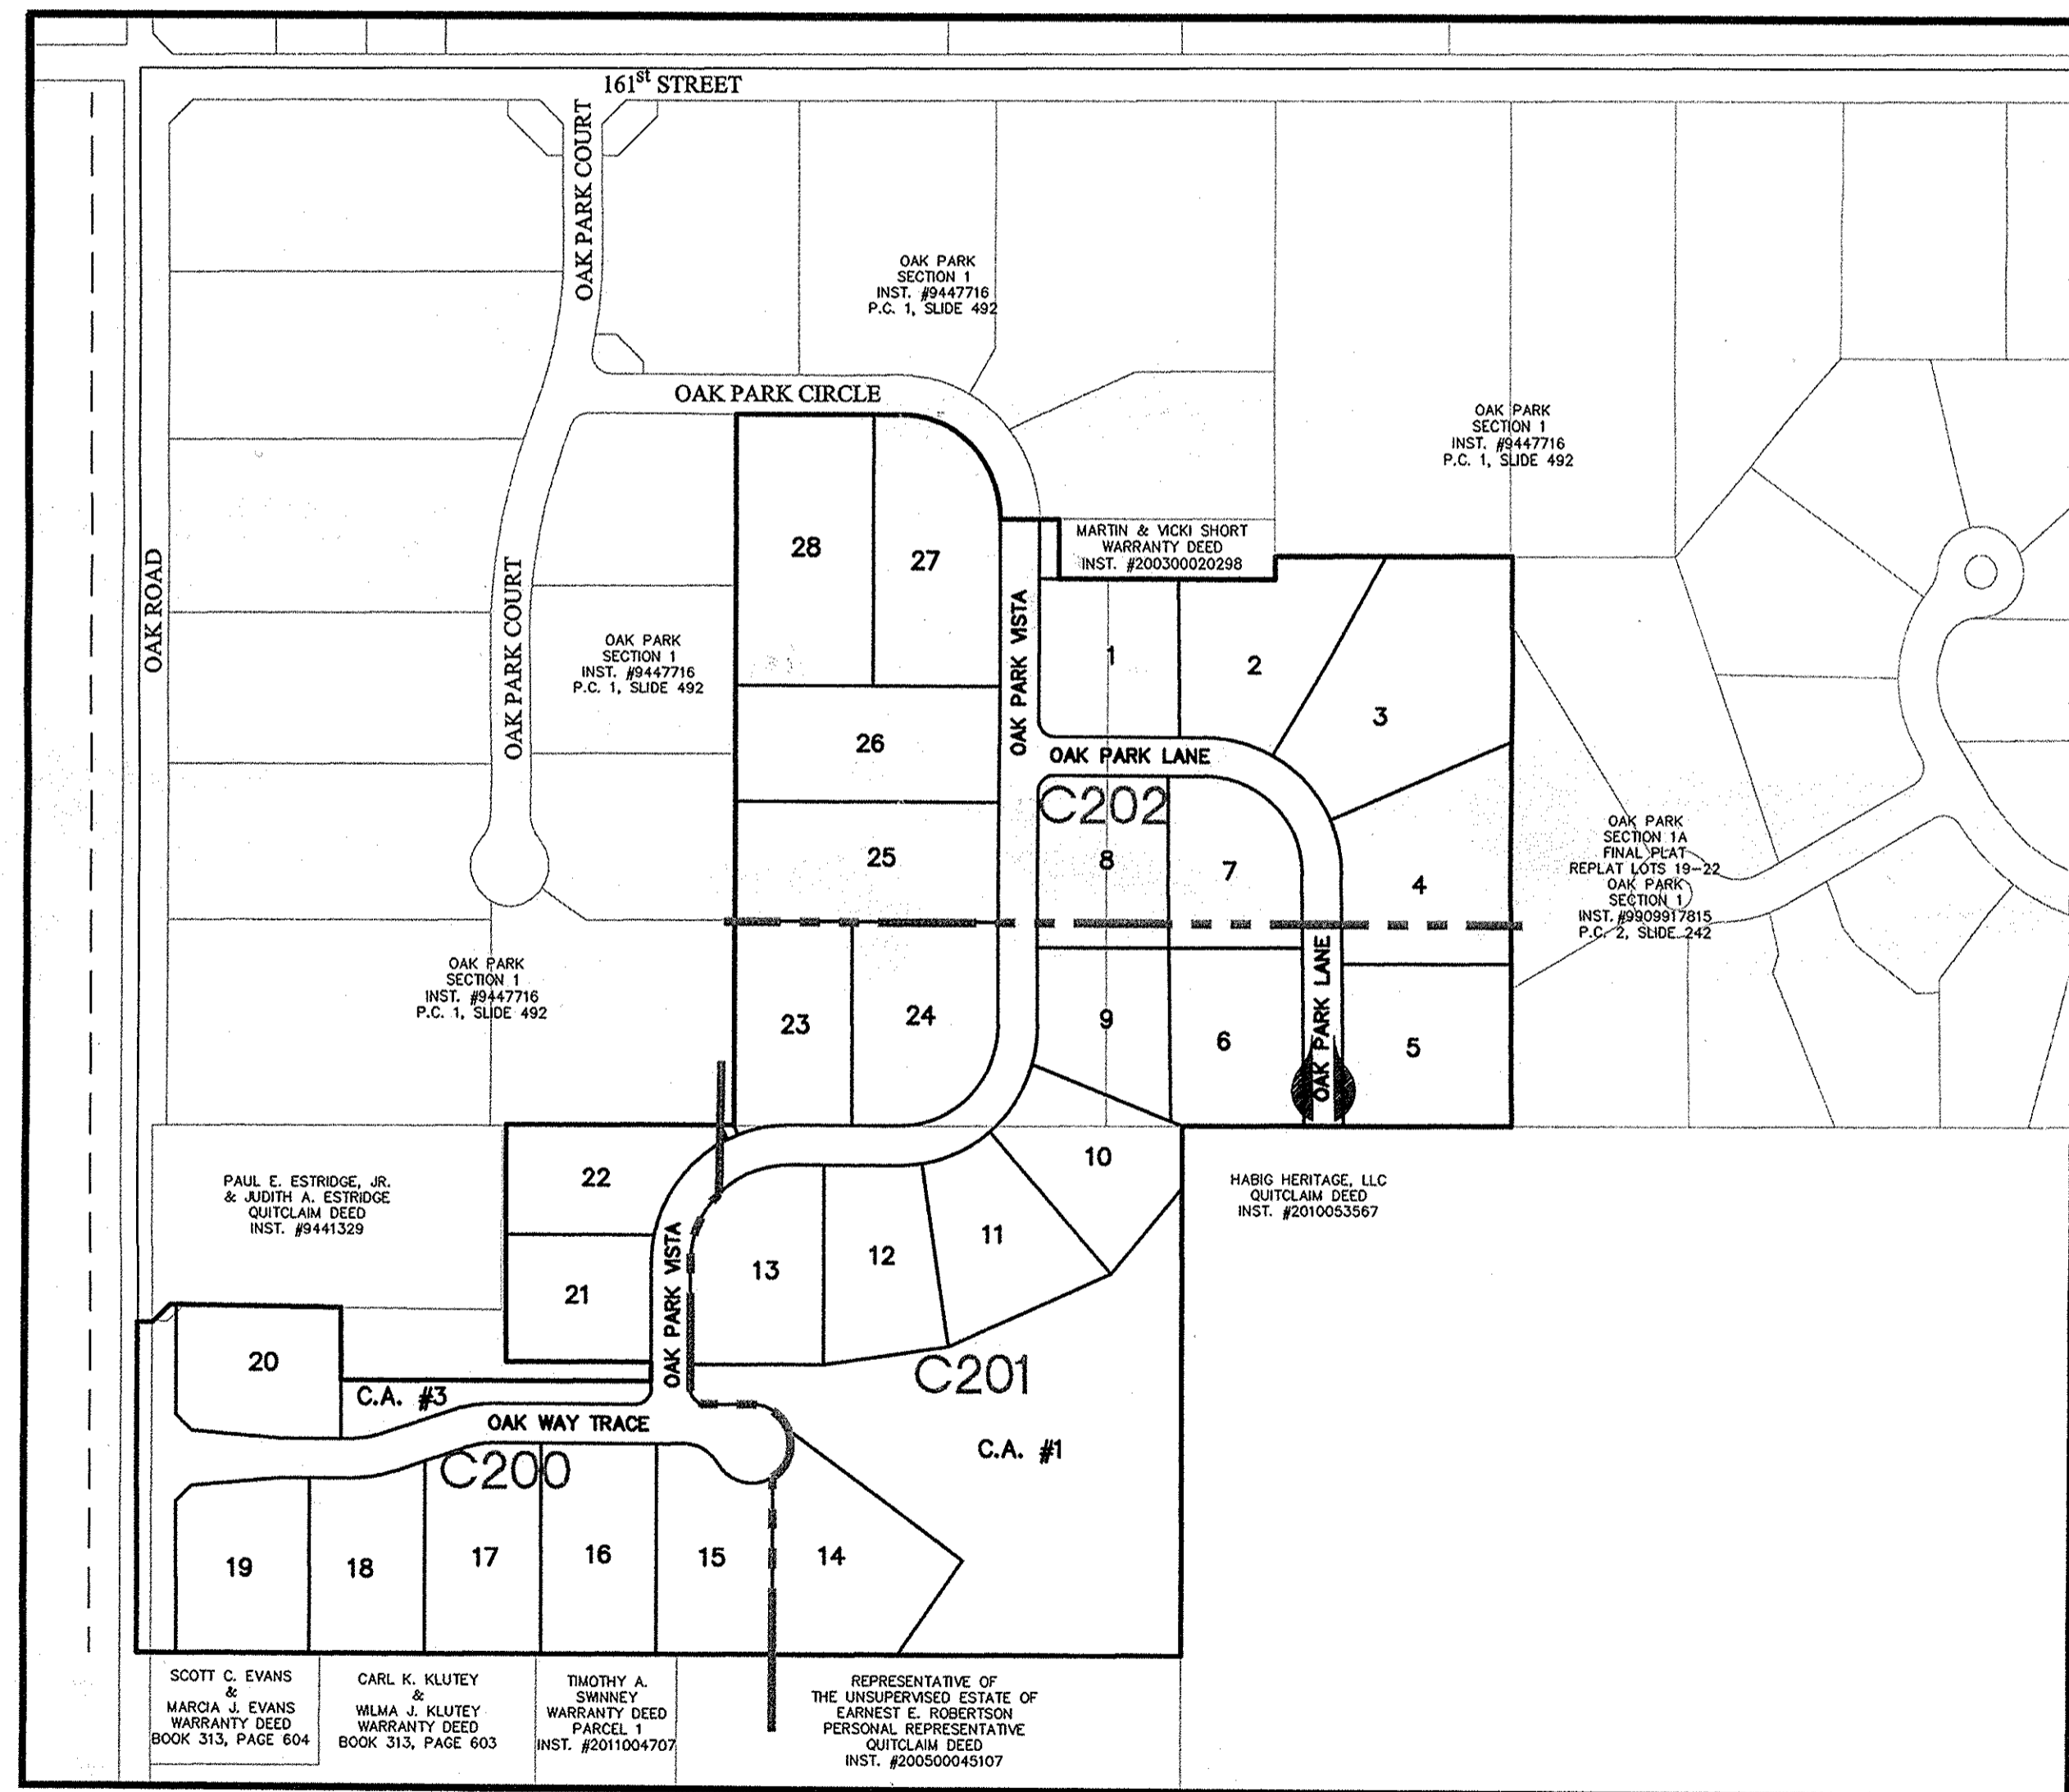 161st STREET
OAK PARK COURT
OAK PARK
SECTION 1
INST. #9447716
P.C. 1, SLIDE 492
OAK PARK CIRCLE
OAK PARK
SECTION 1
INST. #9447716
P.C. 1, SLIDE 492
MARTIN & VICKI SHORT
WARRANTY DEED
INST. #200300020298
28
27
OAK ROAD
OAK PARK COURT
OAK PARK
SECTION 1
INST. #9447716
P.C. 1, SLIDE 492
OAK PARK VISTA
1
2
3
26
OAK PARK LANE
C202
25
8
7
4
OAK PARK
SECTION 1A
FINAL PLAT
REPLAT LOTS 19-22
OAK PARK
SECTION 1
INST. #9909917815
P.C. 2, SLIDE 242
OAK PARK
SECTION 1
INST. #9447716
P.C. 1, SLIDE 492
23
24
9
6
OAK PARK LANE
5
PAUL E. ESTRIDGE, JR.
& JUDITH A. ESTRIDGE
QUITCLAIM DEED
INST. #9441329
22
10
HABIG HERITAGE, LLC
QUITCLAIM DEED
INST. #2010053567
21
OAK PARK VISTA
13
12
11
20
C.A. #3
C201
OAK WAY TRACE
C.A. #1
C200
19
18
17
16
15
14
SCOTT C. EVANS
&
MARCIA J. EVANS
WARRANTY DEED
BOOK 313, PAGE 604
CARL K. KLUTEY
&
WILMA J. KLUTEY
WARRANTY DEED
BOOK 313, PAGE 603
TIMOTHY A.
SWINNEY
WARRANTY DEED
PARCEL 1
INST. #2011004707
REPRESENTATIVE OF
THE UNSUPERVISED ESTATE OF
EARNEST E. ROBERTSON
PERSONAL REPRESENTATIVE
QUITCLAIM DEED
INST. #200500045107